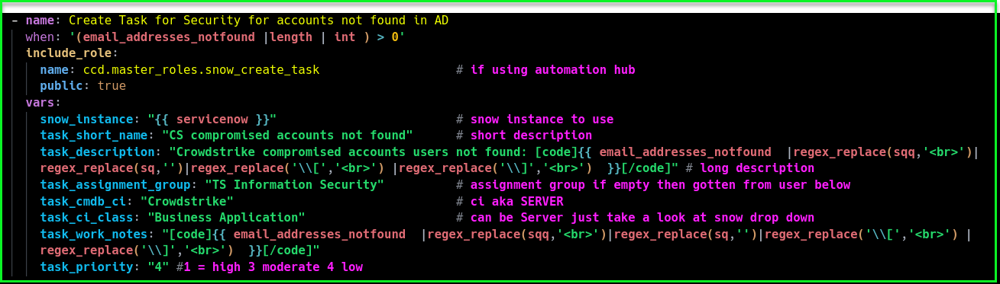 - name: Create Task for Security for accounts not found in AD
when: '(email_addresses_notfound |length | int ) > 0'
include_role:
name: ccd.master_roles.snow_create_task # if using automation hub
public: true
vars:
snow_instance: "{{ servicenow }}" # snow instance to use
task_short_name: "CS compromised accounts not found" # short description
task_description: "Crowdstrike compromised accounts users not found: [code]{{ email_addresses_notfound |regex_replace(sqq,'<br>')|
regex_replace(sq,'')|regex_replace('\\[','<br>') |regex_replace('\\]','<br>') }}[/code]" # long description
task_assignment_group: "TS Information Security" # assignment group if empty then gotten from user below
task_cmdb_ci: "Crowdstrike" # ci aka SERVER
task_ci_class: "Business Application" # can be Server just take a look at snow drop down
task_work_notes: "[code]{{ email_addresses_notfound |regex_replace(sqq,'<br>')|regex_replace(sq,'')|regex_replace('\\[','<br>') |
regex_replace('\\]','<br>') }}[/code]"
task_priority: "4" #1 = high 3 moderate 4 low